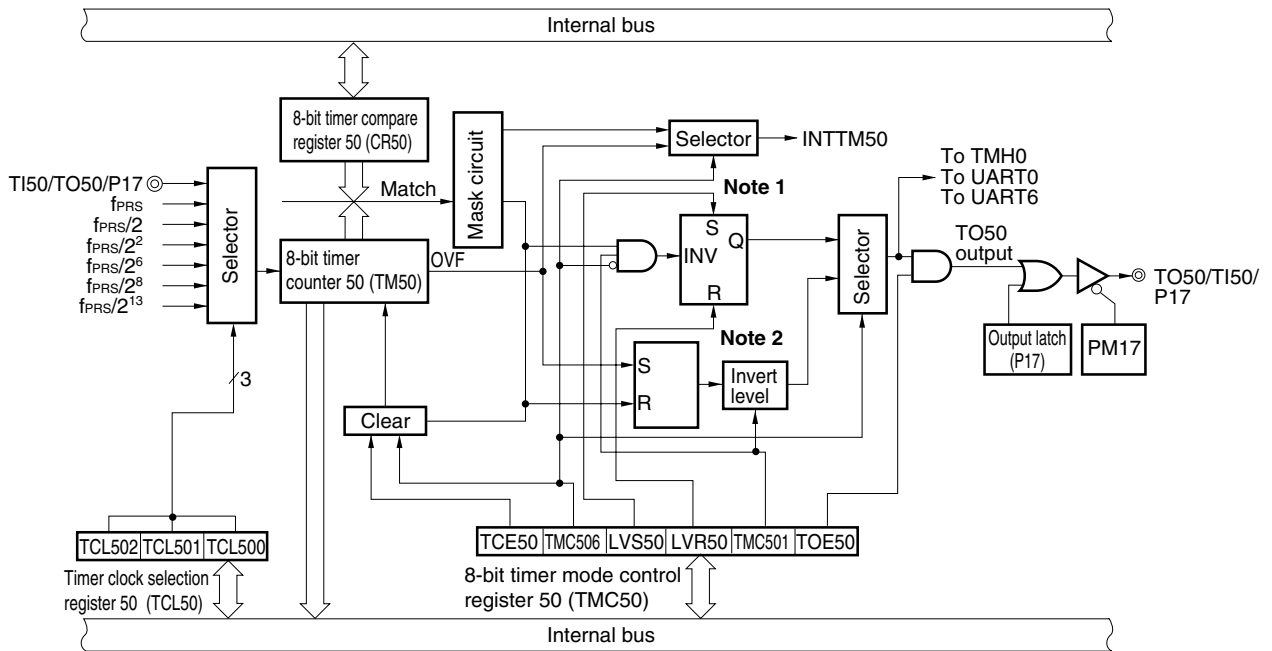 Internal bus
8-bit timer compare
register 50 (CR50)
Mask circuit
Selector
INTTM50
To TMH0
To UART0
To UART6
TI50/TO50/P17
fPRS
fPRS/2
fPRS/2²
fPRS/2⁶
fPRS/2⁸
fPRS/2¹³
Selector
Match
Note 1
S
Q
INV
R
8-bit timer
counter 50 (TM50)
OVF
Selector
TO50
output
TO50/TI50/
P17
Output latch
(P17)
PM17
Note 2
S
R
Invert
level
3
Clear
TCL502 TCL501 TCL500
Timer clock selection
register 50 (TCL50)
TCE50 TMC506 LVS50 LVR50 TMC501 TOE50
8-bit timer mode control
register 50 (TMC50)
Internal bus